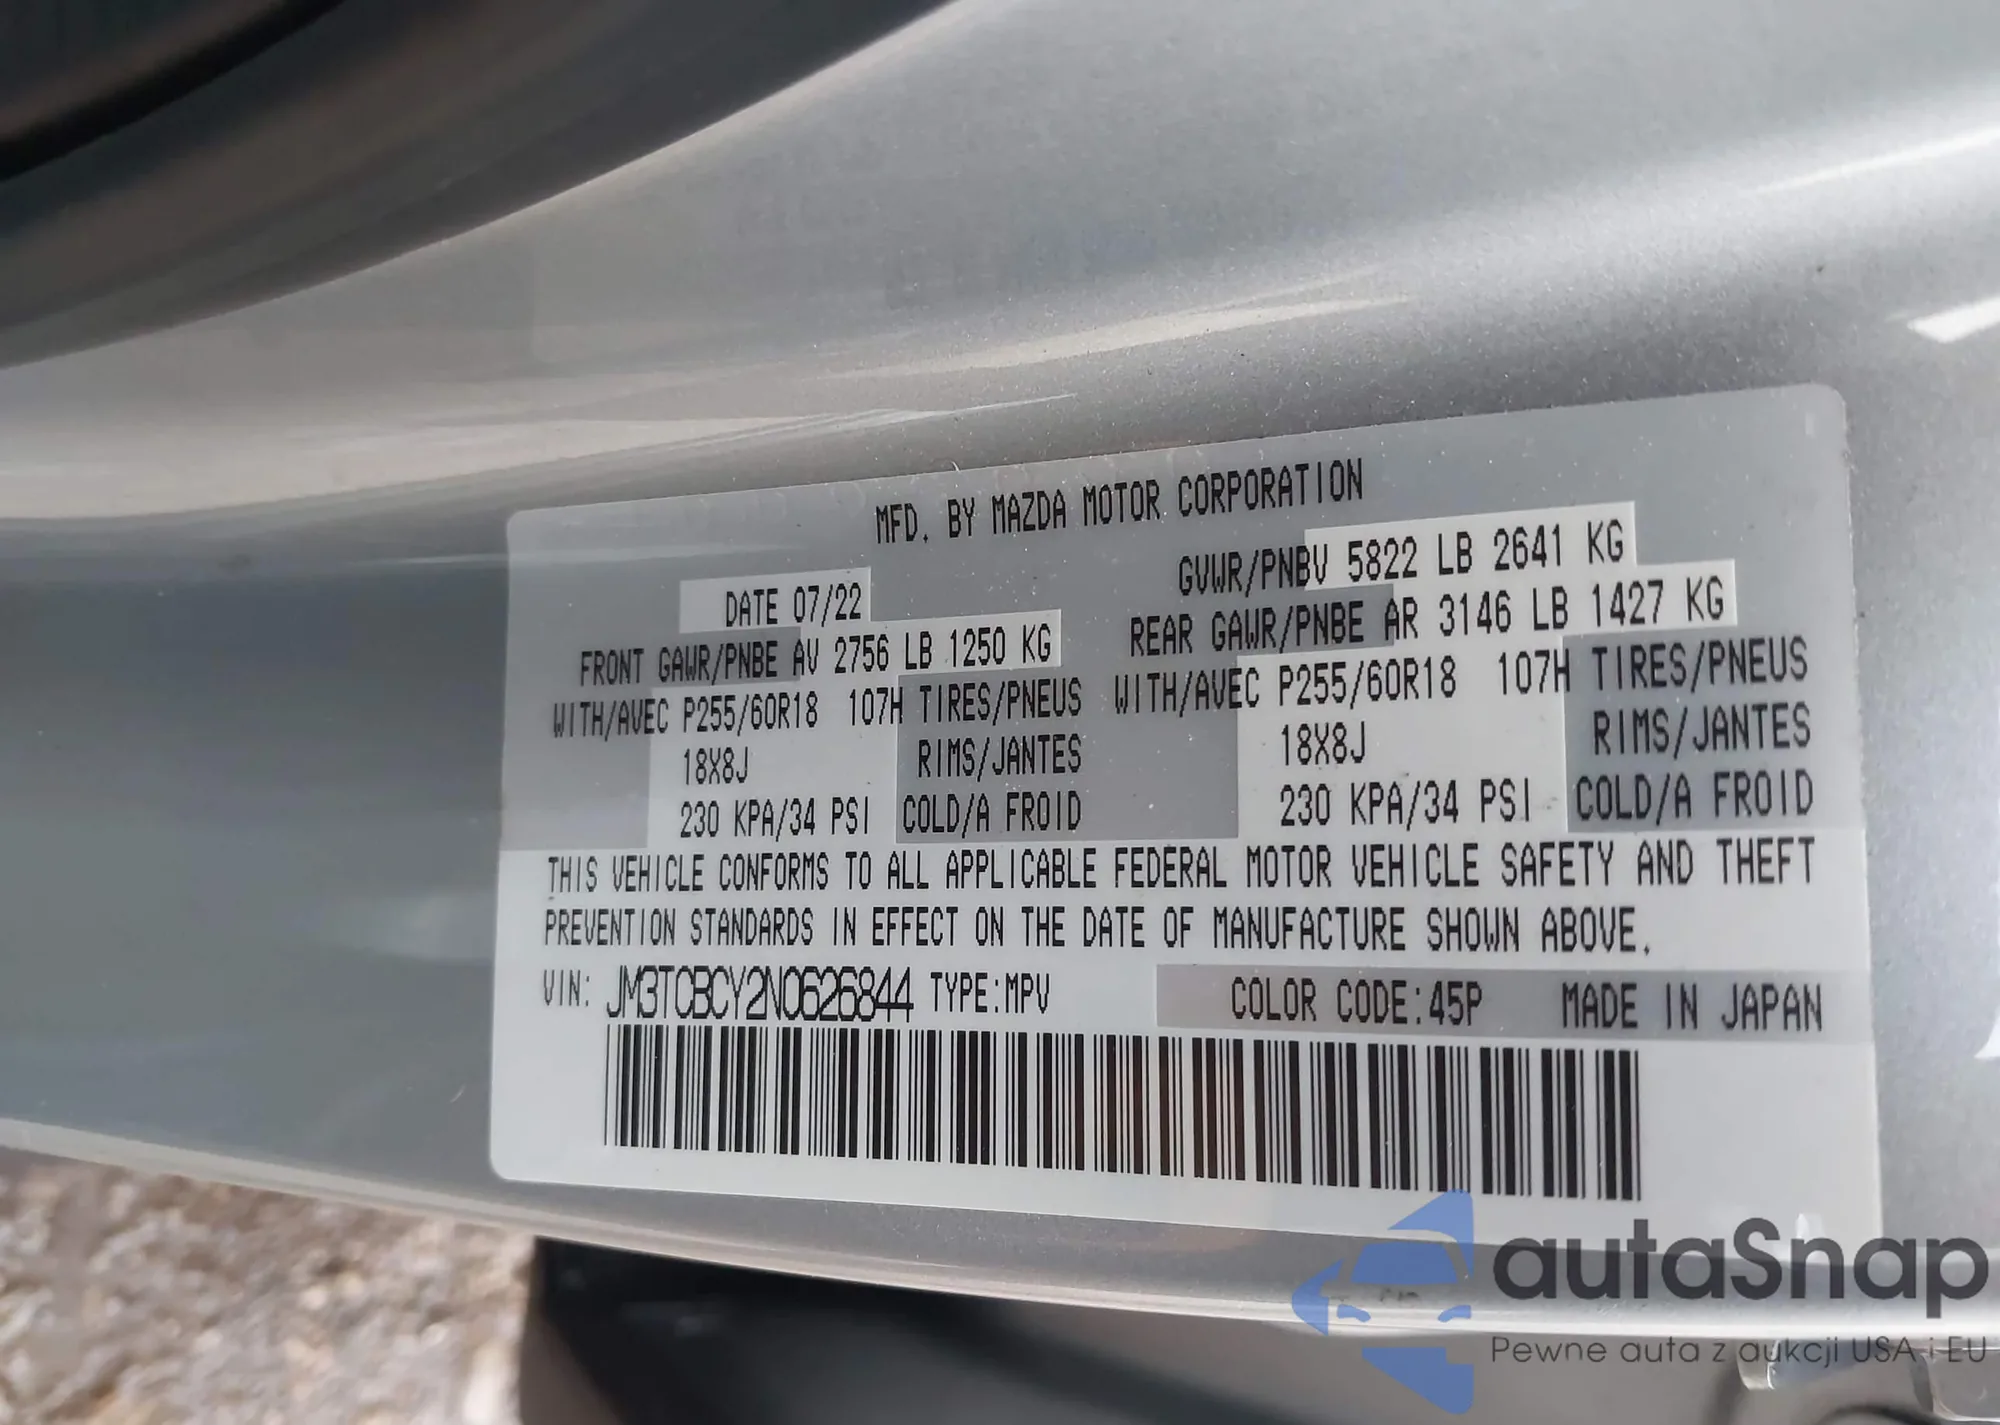 MFD. BY MAZDA MOTOR CORPORATION
DATE 07/22 GVWR/PNBV 5822 LB 2641 KG
FRONT GAWR/PNBE AV 2756 LB 1250 KG REAR GAWR/PNBE AR 3146 LB 1427 KG
WITH/AVEC P255/60R18 107H TIRES/PNEUS WITH/AVEC P255/60R18 107H TIRES/PNEUS
18X8J RIMS/JANTES 18X8J RIMS/JANTES
230 KPA/34 PSI COLD/A FROID 230 KPA/34 PSI COLD/A FROID
THIS VEHICLE CONFORMS TO ALL APPLICABLE FEDERAL MOTOR VEHICLE SAFETY AND THEFT
PREVENTION STANDARDS IN EFFECT ON THE DATE OF MANUFACTURE SHOWN ABOVE.
VIN: JM3TCBCY2N0626844 TYPE:MPV COLOR CODE:45P MADE IN JAPAN
autaSnap
Pewne auta z aukcji USA i EU